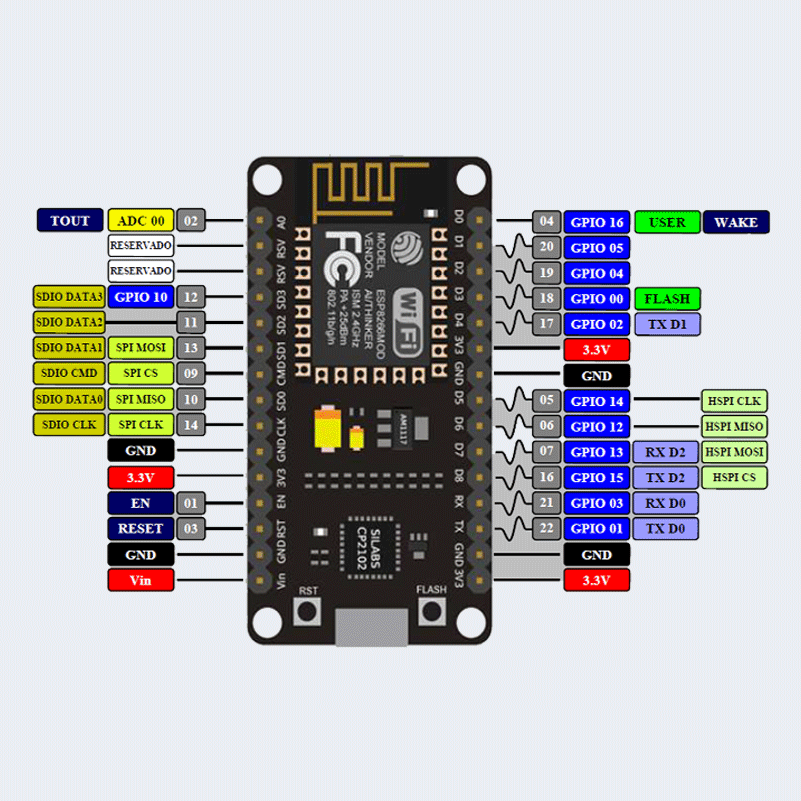 TOUT ADC 00 02
RESERVADO
RESERVADO
SDIO DATA3 GPIO 10 12
SDIO DATA2 11
SDIO DATA1 SPI MOSI 13
SDIO CMD SPI CS 09
SDIO DATA0 SPI MISO 10
SDIO CLK SPI CLK 14
GND
3.3V
EN 01
RESET 03
GND
Vin
A0
RSV
RSV
SD3
SD2
SD1
CMD
SD0
CLK
GND
3V3
EN
RST
GND
Vin
MODEL ESP8266MOD
VENDOR AI/THINKER
ISM 2.4GHz
PA +25dBm
802.11b/g/n
FC
Wi Fi
AM1117
SILABS
CP2102
RST
FLASH
D0
D1
D2
D3
D4
3V3
GND
D5
D6
D7
D8
RX
TX
GND
3V3
04 GPIO 16 USER WAKE
20 GPIO 05
19 GPIO 04
18 GPIO 00 FLASH
17 GPIO 02 TX D1
3.3V
GND
05 GPIO 14 HSPI CLK
06 GPIO 12 HSPI MISO
07 GPIO 13 RX D2 HSPI MOSI
16 GPIO 15 TX D2 HSPI CS
21 GPIO 03 RX D0
22 GPIO 01 TX D0
GND
3.3V